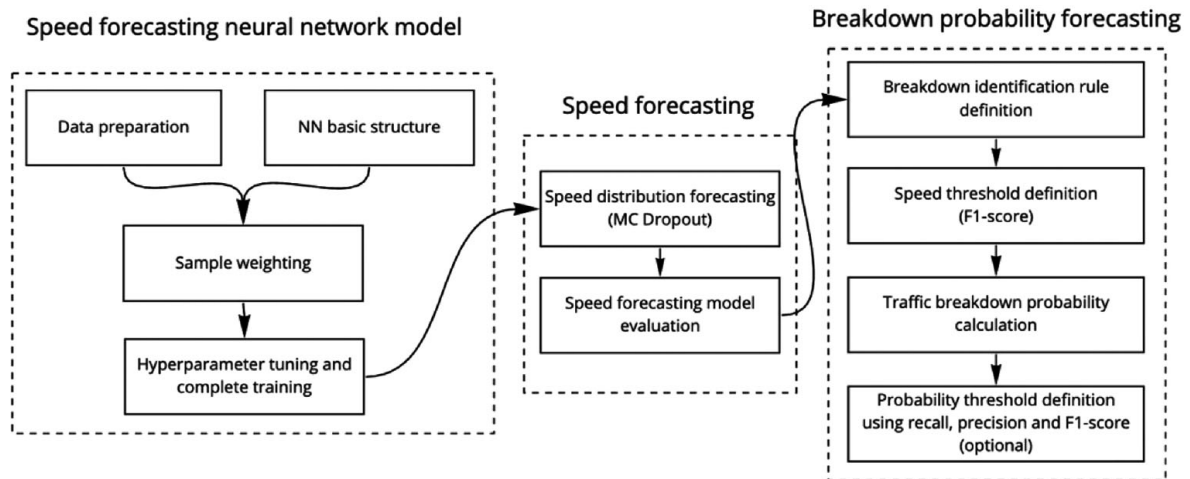 Speed forecasting neural network model
Data preparation
NN basic structure
Sample weighting
Hyperparameter tuning and
complete training
Speed forecasting
Speed distribution forecasting
(MC Dropout)
Speed forecasting model
evaluation
Breakdown probability forecasting
Breakdown identification rule
definition
Speed threshold definition
(F1-score)
Traffic breakdown probability
calculation
Probability threshold definition
using recall, precision and F1-score
(optional)